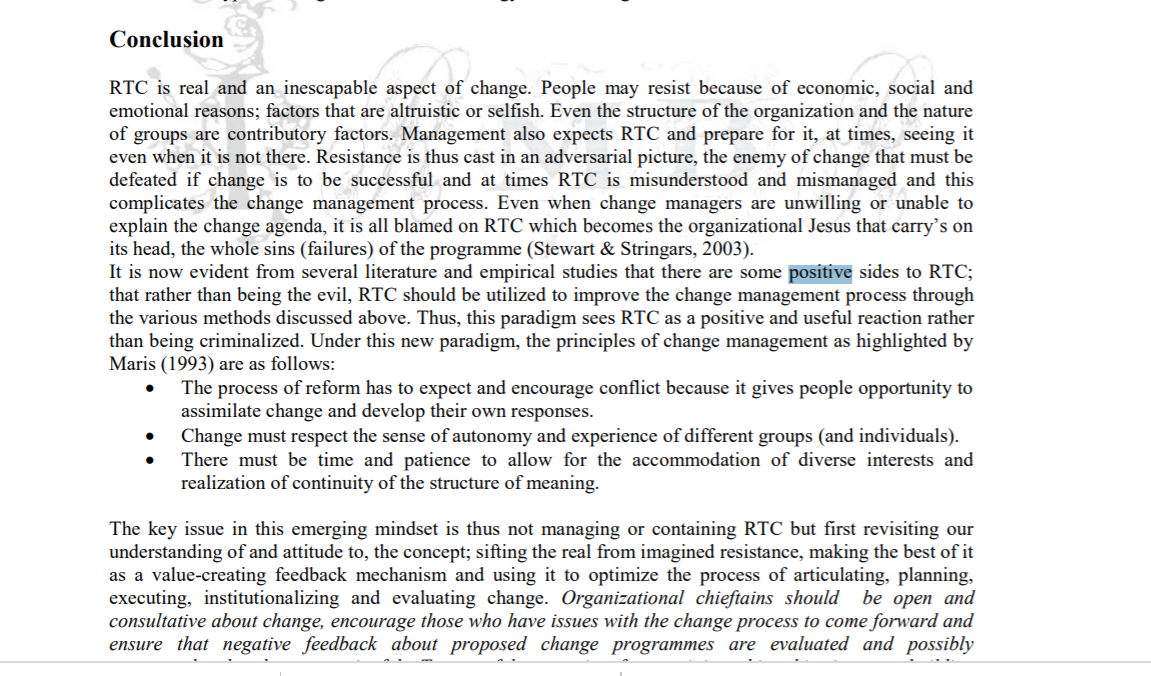 Conclusion
RTC is real and an inescapable aspect of change. People may resist because of economic, social and
emotional reasons; factors that are altruistic or selfish. Even the structure of the organization and the nature
of groups are contributory factors. Management also expects RTC and prepare for it, at times, seeing it
even when it is not there. Resistance is thus cast in an adversarial picture, the enemy of change that must be
defeated if change is to be successful and at times RTC is misunderstood and mismanaged and this
complicates the change management process. Even when change managers are unwilling or unable to
explain the change agenda, it is all blamed on RTC which becomes the organizational Jesus that carry's on
its head, the whole sins (failures) of the programme (Stewart & Stringars, 2003).
It is now evident from several literature and empirical studies that there are some positive sides to RTC;
that rather than being the evil, RTC should be utilized to improve the change management process through
the various methods discussed above. Thus, this paradigm sees RTC as a positive and useful reaction rather
than being criminalized. Under this new paradigm, the principles of change management as highlighted by
Maris (1993) are as follows:
• The process of reform has to expect and encourage conflict because it gives people opportunity to
assimilate change and develop their own responses.
• Change must respect the sense of autonomy and experience of different groups (and individuals).
• There must be time and patience to allow for the accommodation of diverse interests and
realization of continuity of the structure of meaning.
The key issue in this emerging mindset is thus not managing or containing RTC but first revisiting our
understanding of and attitude to, the concept; sifting the real from imagined resistance, making the best of it
as a value-creating feedback mechanism and using it to optimize the process of articulating, planning,
executing, institutionalizing and evaluating change. Organizational chieftains should be open and
consultative about change, encourage those who have issues with the change process to come forward and
ensure that negative feedback about proposed change programmes are evaluated and possibly